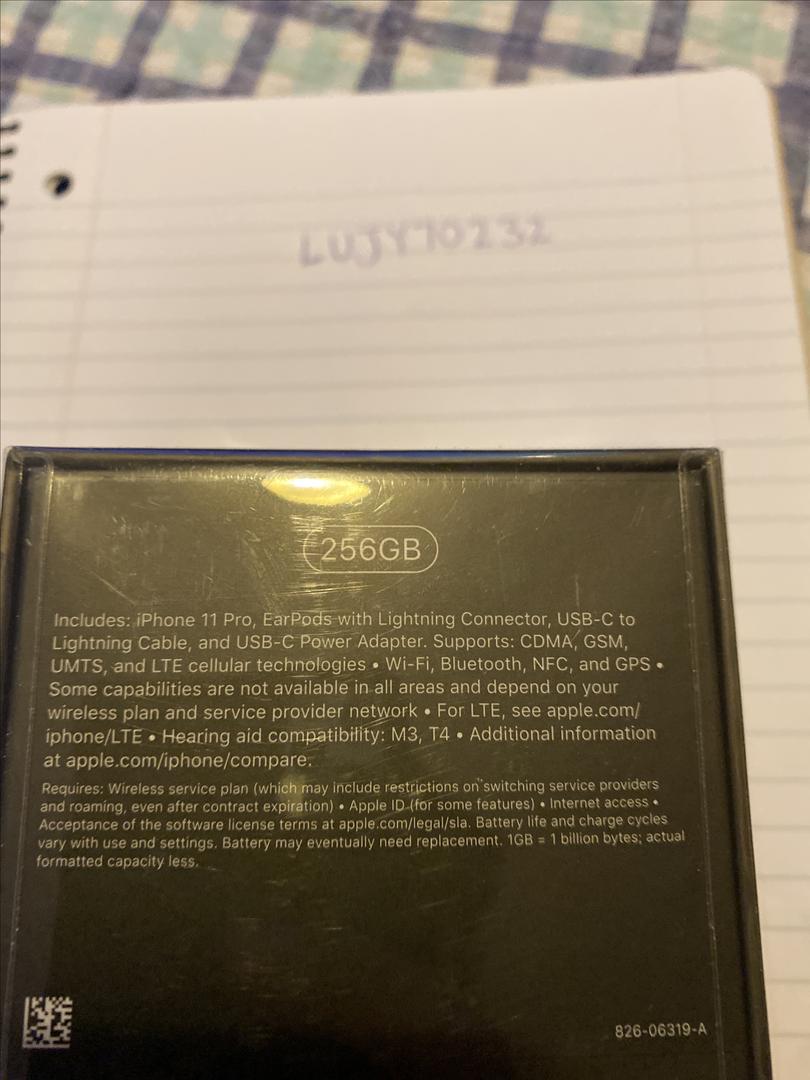 LUJY70232
256GB
Includes: iPhone 11 Pro, EarPods with Lightning Connector, USB-C to
Lightning Cable, and USB-C Power Adapter. Supports: CDMA, GSM,
UMTS, and LTE cellular technologies • Wi-Fi, Bluetooth, NFC, and GPS •
Some capabilities are not available in all areas and depend on your
wireless plan and service provider network • For LTE, see apple.com/
iphone/LTE • Hearing aid compatibility: M3, T4 • Additional information
at apple.com/iphone/compare.
Requires: Wireless service plan (which may include restrictions on switching service providers
and roaming, even after contract expiration) • Apple ID (for some features) • Internet access •
Acceptance of the software license terms at apple.com/legal/sla. Battery life and charge cycles
vary with use and settings. Battery may eventually need replacement. 1GB = 1 billion bytes; actual
formatted capacity less.
826-06319-A